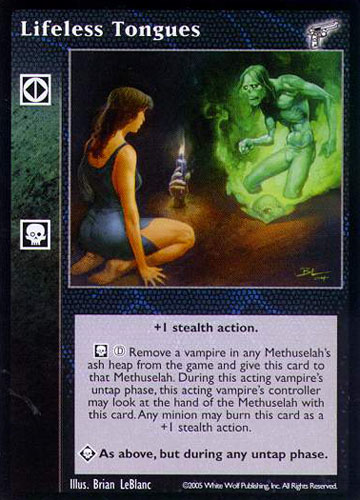 Lifeless Tongues
+1 stealth action.
D Remove a vampire in any Methuselah's
ash heap from the game and give this card to
that Methuselah. During this acting vampire's
untap phase, this acting vampire's controller
may look at the hand of the Methuselah with
this card. Any minion may burn this card as a
+1 stealth action.
As above, but during any untap phase.
Illus. Brian LeBlanc
©2005 White Wolf Publishing, Inc. All Rights Reserved.